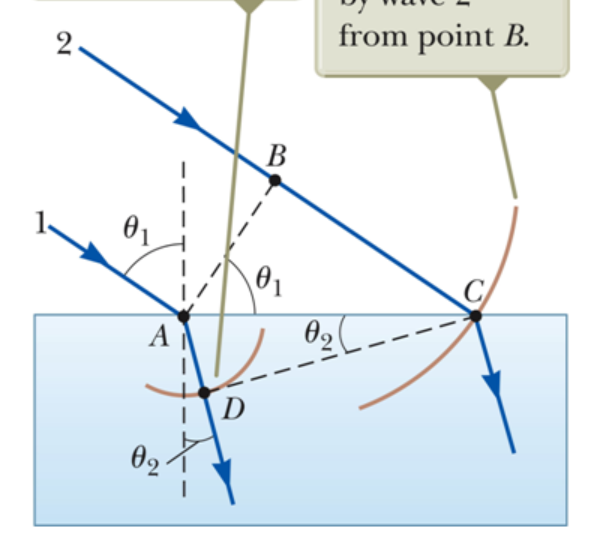 by wave 2
from point B.
2
B
1
θ1
θ1
C
A
θ2
D
θ2